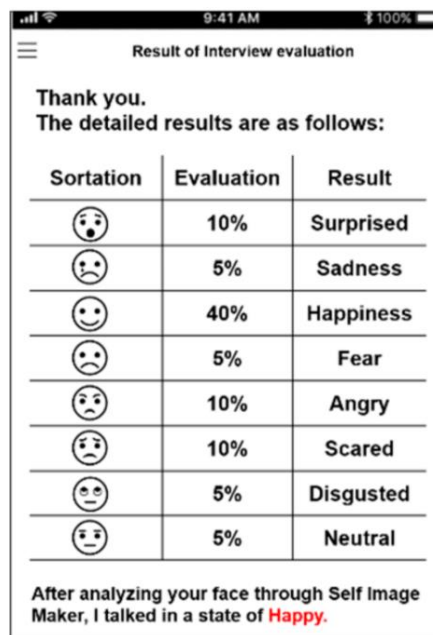 9:41 AM
100%
Result of Interview evaluation
Thank you.
The detailed results are as follows:
Sortation Evaluation Result
10% Surprised
5% Sadness
40% Happiness
5% Fear
10% Angry
10% Scared
5% Disgusted
5% Neutral
After analyzing your face through Self Image
Maker, I talked in a state of Happy.